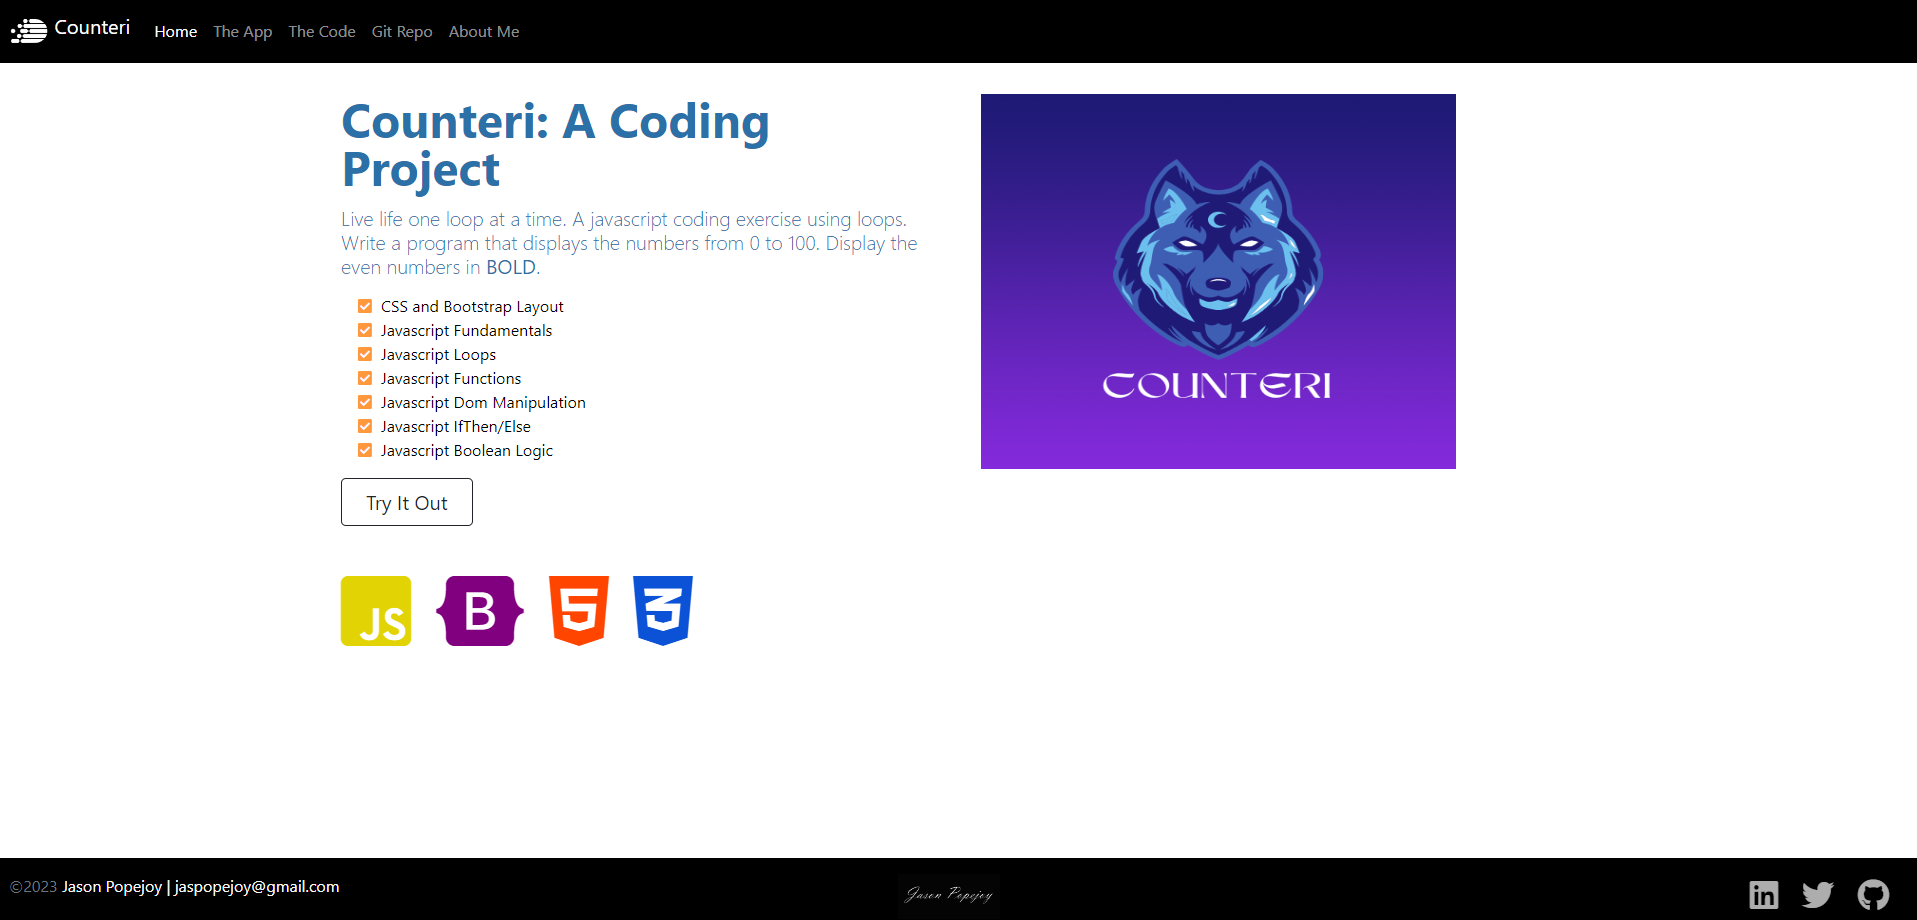 Counteri
Home The App The Code Git Repo About Me
Counteri: A Coding
Project
Live life one loop at a time. A javascript coding exercise using loops.
Write a program that displays the numbers from 0 to 100. Display the
even numbers in BOLD.
CSS and Bootstrap Layout
Javascript Fundamentals
Javascript Loops
Javascript Functions
Javascript Dom Manipulation
Javascript IfThen/Else
Javascript Boolean Logic
Try It Out
COUNTERI
JS B 5 3
©2023 Jason Popejoy | jaspopejoy@gmail.com
Jason Popejoy
in